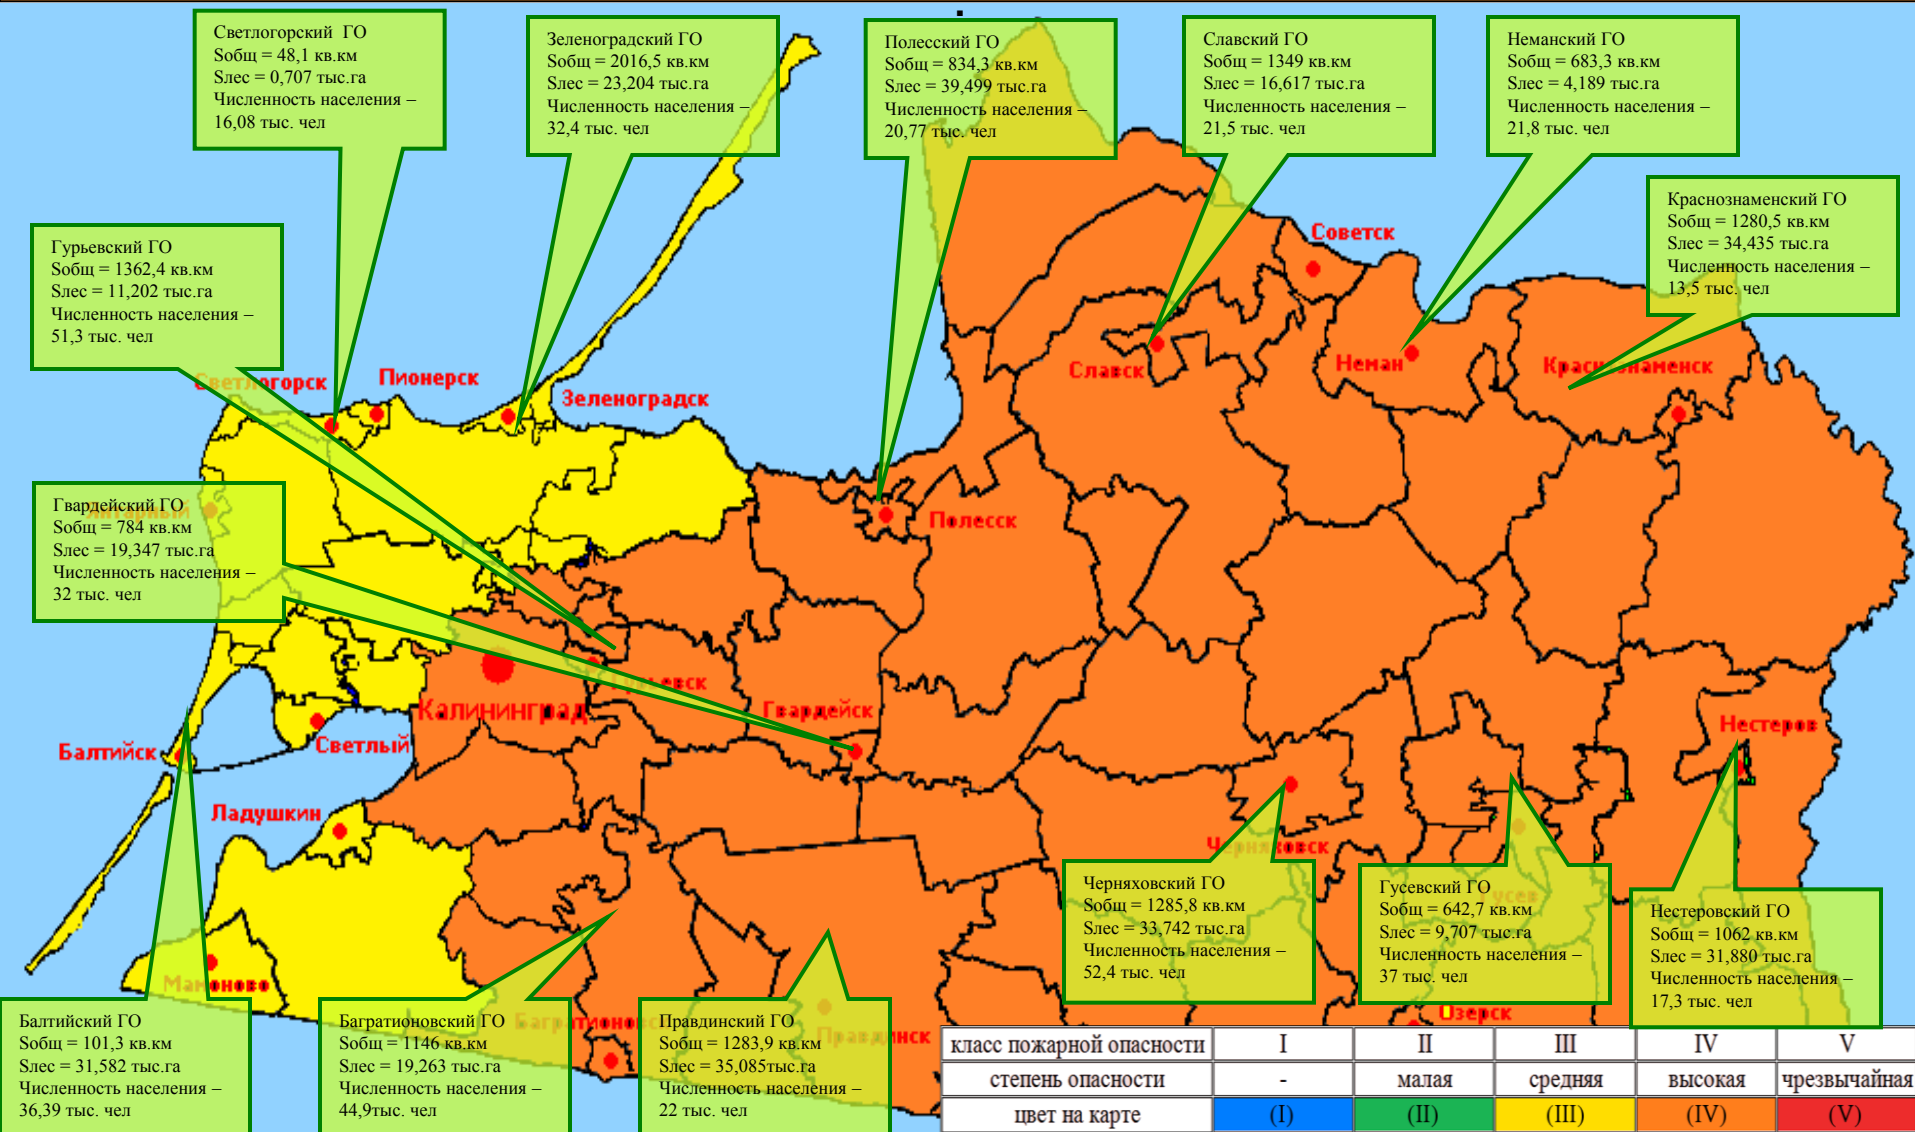 Светлогорский ГО
Sобщ = 48,1 кв.км
Sлес = 0,707 тыс.га
Численность населения –
16,08 тыс. чел
Зеленоградский ГО
Sобщ = 2016,5 кв.км
Sлес = 23,204 тыс.га
Численность населения –
32,4 тыс. чел
Полесский ГО
Sобщ = 834,3 кв.км
Sлес = 39,499 тыс.га
Численность населения –
20,77 тыс. чел
Славский ГО
Sобщ = 1349 кв.км
Sлес = 16,617 тыс.га
Численность населения –
21,5 тыс. чел
Неманский ГО
Sобщ = 683,3 кв.км
Sлес = 4,189 тыс.га
Численность населения –
21,8 тыс. чел
Краснознаменский ГО
Sобщ = 1280,5 кв.км
Sлес = 34,435 тыс.га
Численность населения –
13,5 тыс. чел
Гурьевский ГО
Sобщ = 1362,4 кв.км
Sлес = 11,202 тыс.га
Численность населения –
51,3 тыс. чел
Советск
Светлогорск
Пионерск
Зеленоградск
Славск
Неман
Краснознаменск
Гвардейский ГО
Sобщ = 784 кв.км
Sлес = 19,347 тыс.га
Численность населения –
32 тыс. чел
Янтарный
Полесск
Гурьевск
Калининград
Гвардейск
Нестеров
Балтийск
Светлый
Ладушкин
Черняховск
Гусев
Черняховский ГО
Sобщ = 1285,8 кв.км
Sлес = 33,742 тыс.га
Численность населения –
52,4 тыс. чел
Гусевский ГО
Sобщ = 642,7 кв.км
Sлес = 9,707 тыс.га
Численность населения –
37 тыс. чел
Нестеровский ГО
Sобщ = 1062 кв.км
Sлес = 31,880 тыс.га
Численность населения –
17,3 тыс. чел
Мамоново
Багратионовск
Правдинск
Озерск
Балтийский ГО
Sобщ = 101,3 кв.км
Sлес = 31,582 тыс.га
Численность населения –
36,39 тыс. чел
Багратионовский ГО
Sобщ = 1146 кв.км
Sлес = 19,263 тыс.га
Численность населения –
44,9тыс. чел
Правдинский ГО
Sобщ = 1283,9 кв.км
Sлес = 35,085тыс.га
Численность населения –
22 тыс. чел
класс пожарной опасности I II III IV V
степень опасности - малая средняя высокая чрезвычайная
цвет на карте (I) (II) (III) (IV) (V)